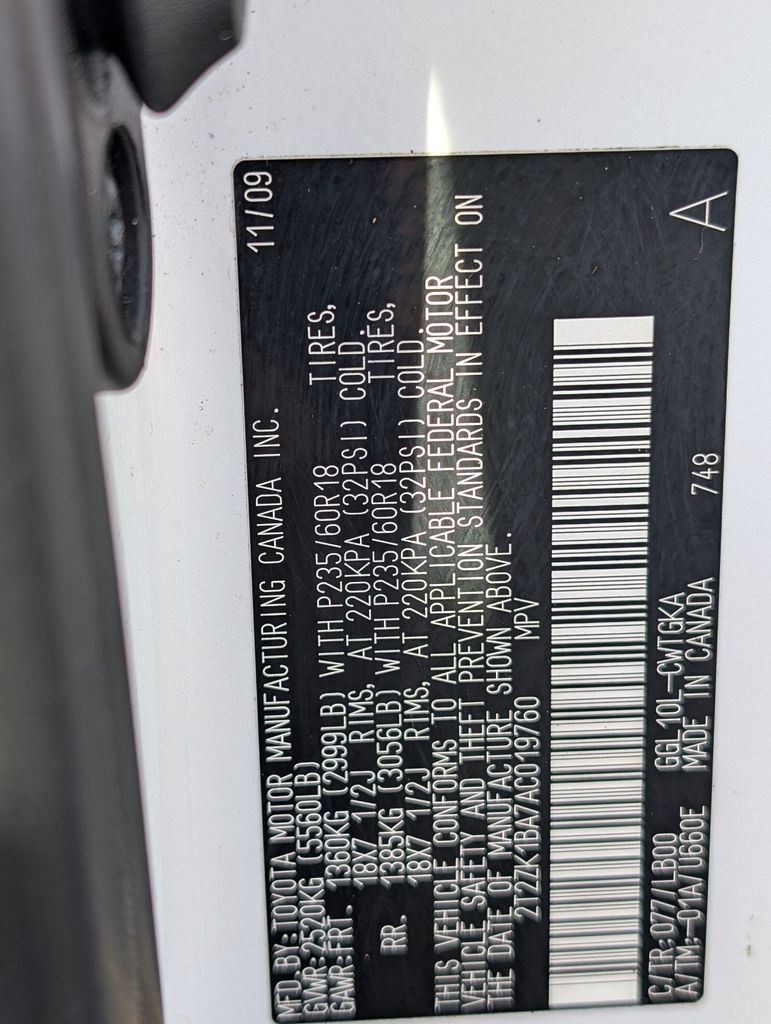 MFD. BY: TOYOTA MOTOR MANUFACTURING CANADA INC. 11/09
GVWR: 2520KG (5560LB)
GAWR: FRT. 1360KG (2999LB) WITH P235/60R18 TIRES,
18X7 1/2J RIMS, AT 220KPA (32PSI) COLD.
RR. 1385KG (3056LB) WITH P235/60R18 TIRES,
18X7 1/2J RIMS, AT 220KPA (32PSI) COLD.
THIS VEHICLE CONFORMS TO ALL APPLICABLE FEDERAL MOTOR
VEHICLE SAFETY AND THEFT PREVENTION STANDARDS IN EFFECT ON
THE DATE OF MANUFACTURE SHOWN ABOVE.
2T2ZK1BA7AC019760 MPV
C/TR: 077/LB00 GGL10L-CWTGKA
A/TM: -01A/U660E MADE IN CANADA 748 A